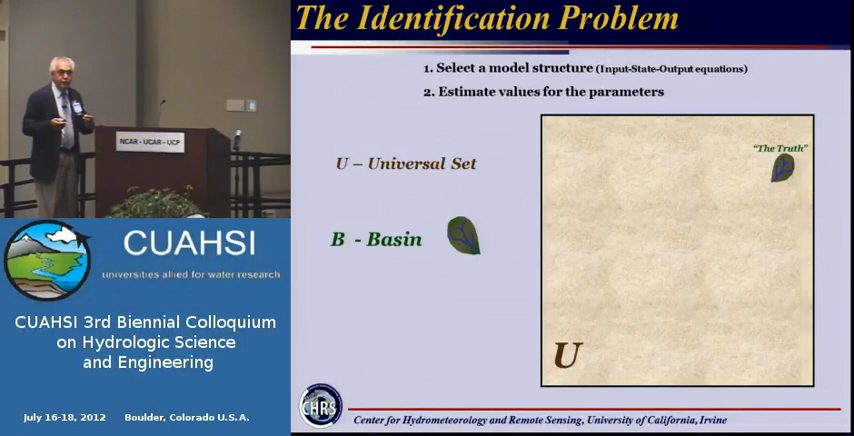 The Identification Problem
1. Select a model structure (Input-State-Output equations)
2. Estimate values for the parameters
U – Universal Set
B - Basin
"The Truth"
U
CHRS
Center for Hydrometeorology and Remote Sensing, University of California, Irvine
NCAR - UCAR - UCP
CUAHSI
universities allied for water research
CUAHSI 3rd Biennial Colloquium
on Hydrologic Science
and Engineering
July 16-18, 2012 Boulder, Colorado U.S.A.